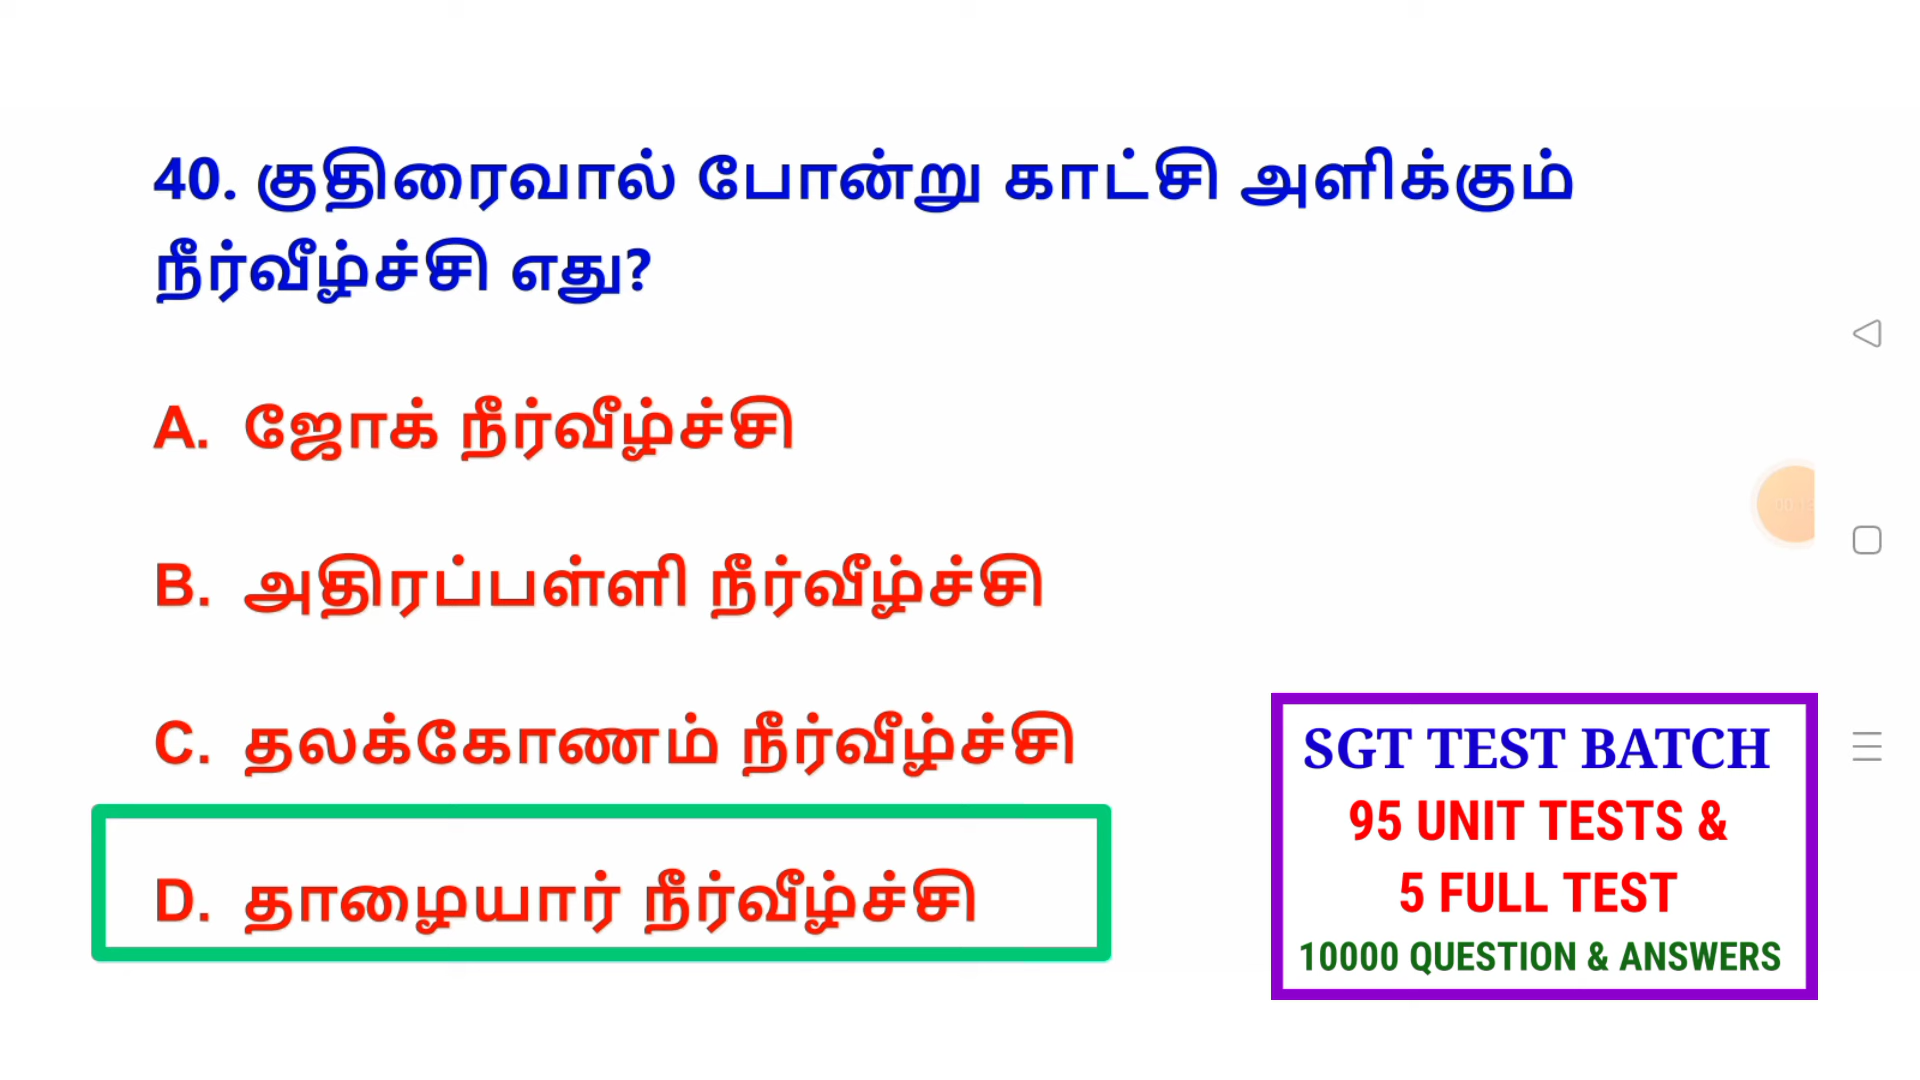 40. குதிரைவால் போன்று காட்சி அளிக்கும்
நீர்வீழ்ச்சி எது?
A. ஜோக் நீர்வீழ்ச்சி
B. அதிரப்பள்ளி நீர்வீழ்ச்சி
C. தலக்கோணம் நீர்வீழ்ச்சி
D. தாழையார் நீர்வீழ்ச்சி
SGT TEST BATCH
95 UNIT TESTS &
5 FULL TEST
10000 QUESTION & ANSWERS